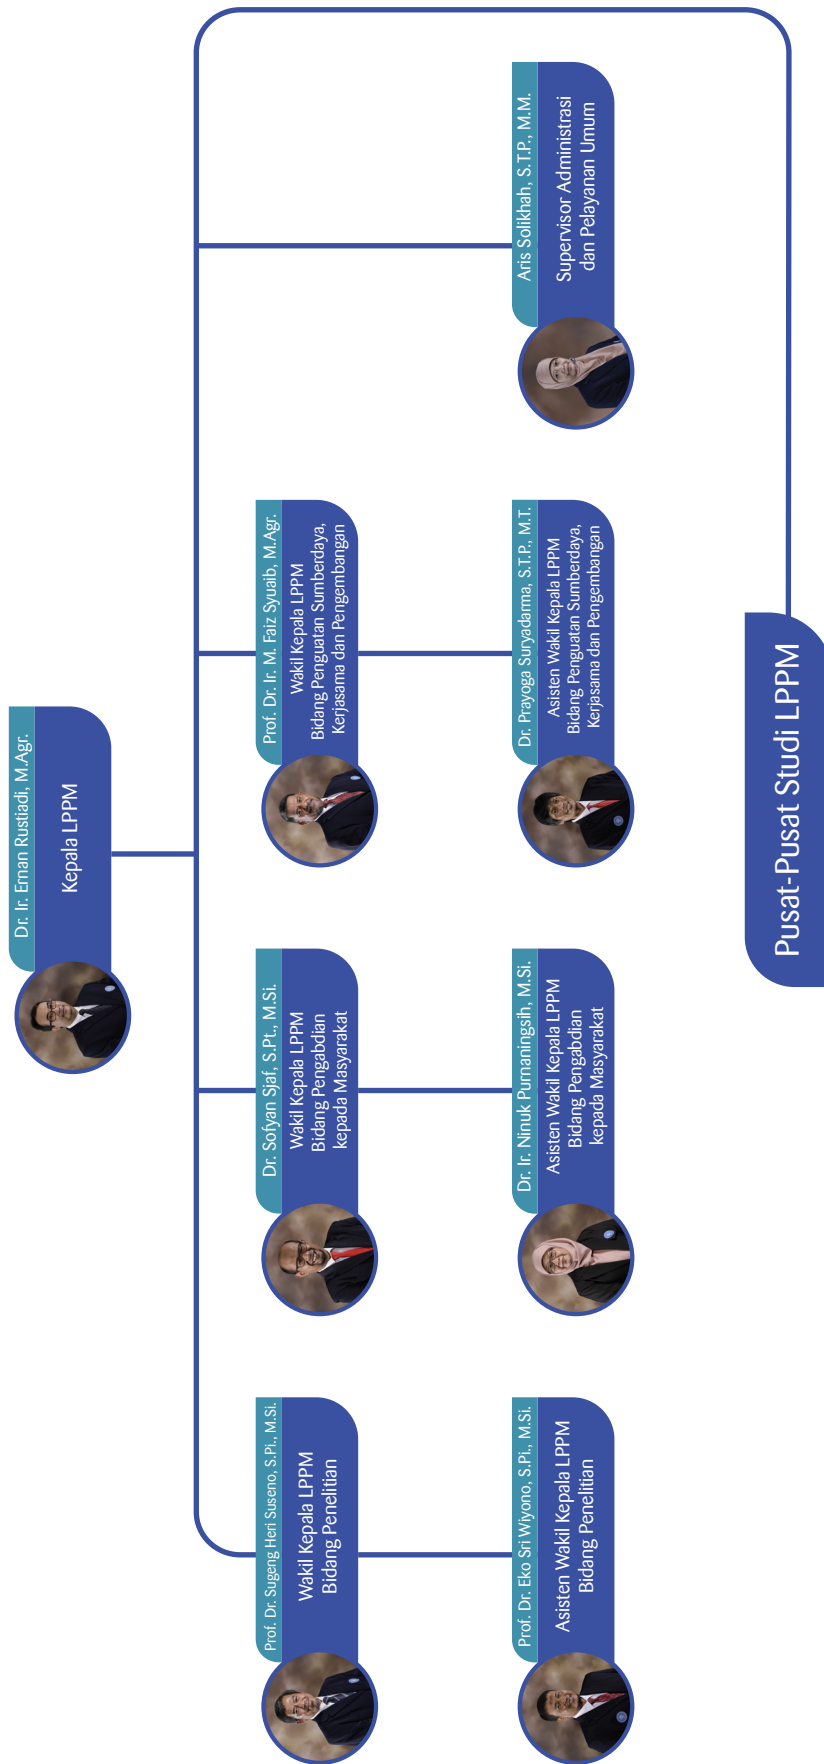 Dr. Ir. Ernan Rustiadi, M.Agr.
Kepala LPPM
Prof. Dr. Sugeng Heri Suseno, S.Pi., M.Si.
Wakil Kepala LPPM
Bidang Penelitian
Dr. Sofyan Sjaf, S.Pt., M.Si.
Wakil Kepala LPPM
Bidang Pengabdian
kepada Masyarakat
Prof. Dr. Ir. M. Faiz Syuaib, M.Agr.
Wakil Kepala LPPM
Bidang Penguatan Sumberdaya,
Kerjasama dan Pengembangan
Prof. Dr. Eko Sri Wiyono, S.Pi., M.Si.
Asisten Wakil Kepala LPPM
Bidang Penelitian
Dr. Ir. Ninuk Purnaningsih, M.Si.
Asisten Wakil Kepala LPPM
Bidang Pengabdian
kepada Masyarakat
Dr. Prayoga Suryadarma, S.T.P., M.T.
Asisten Wakil Kepala LPPM
Bidang Penguatan Sumberdaya,
Kerjasama dan Pengembangan
Aris Solikhah, S.T.P., M.M.
Supervisor Administrasi
dan Pelayanan Umum
Pusat-Pusat Studi LPPM